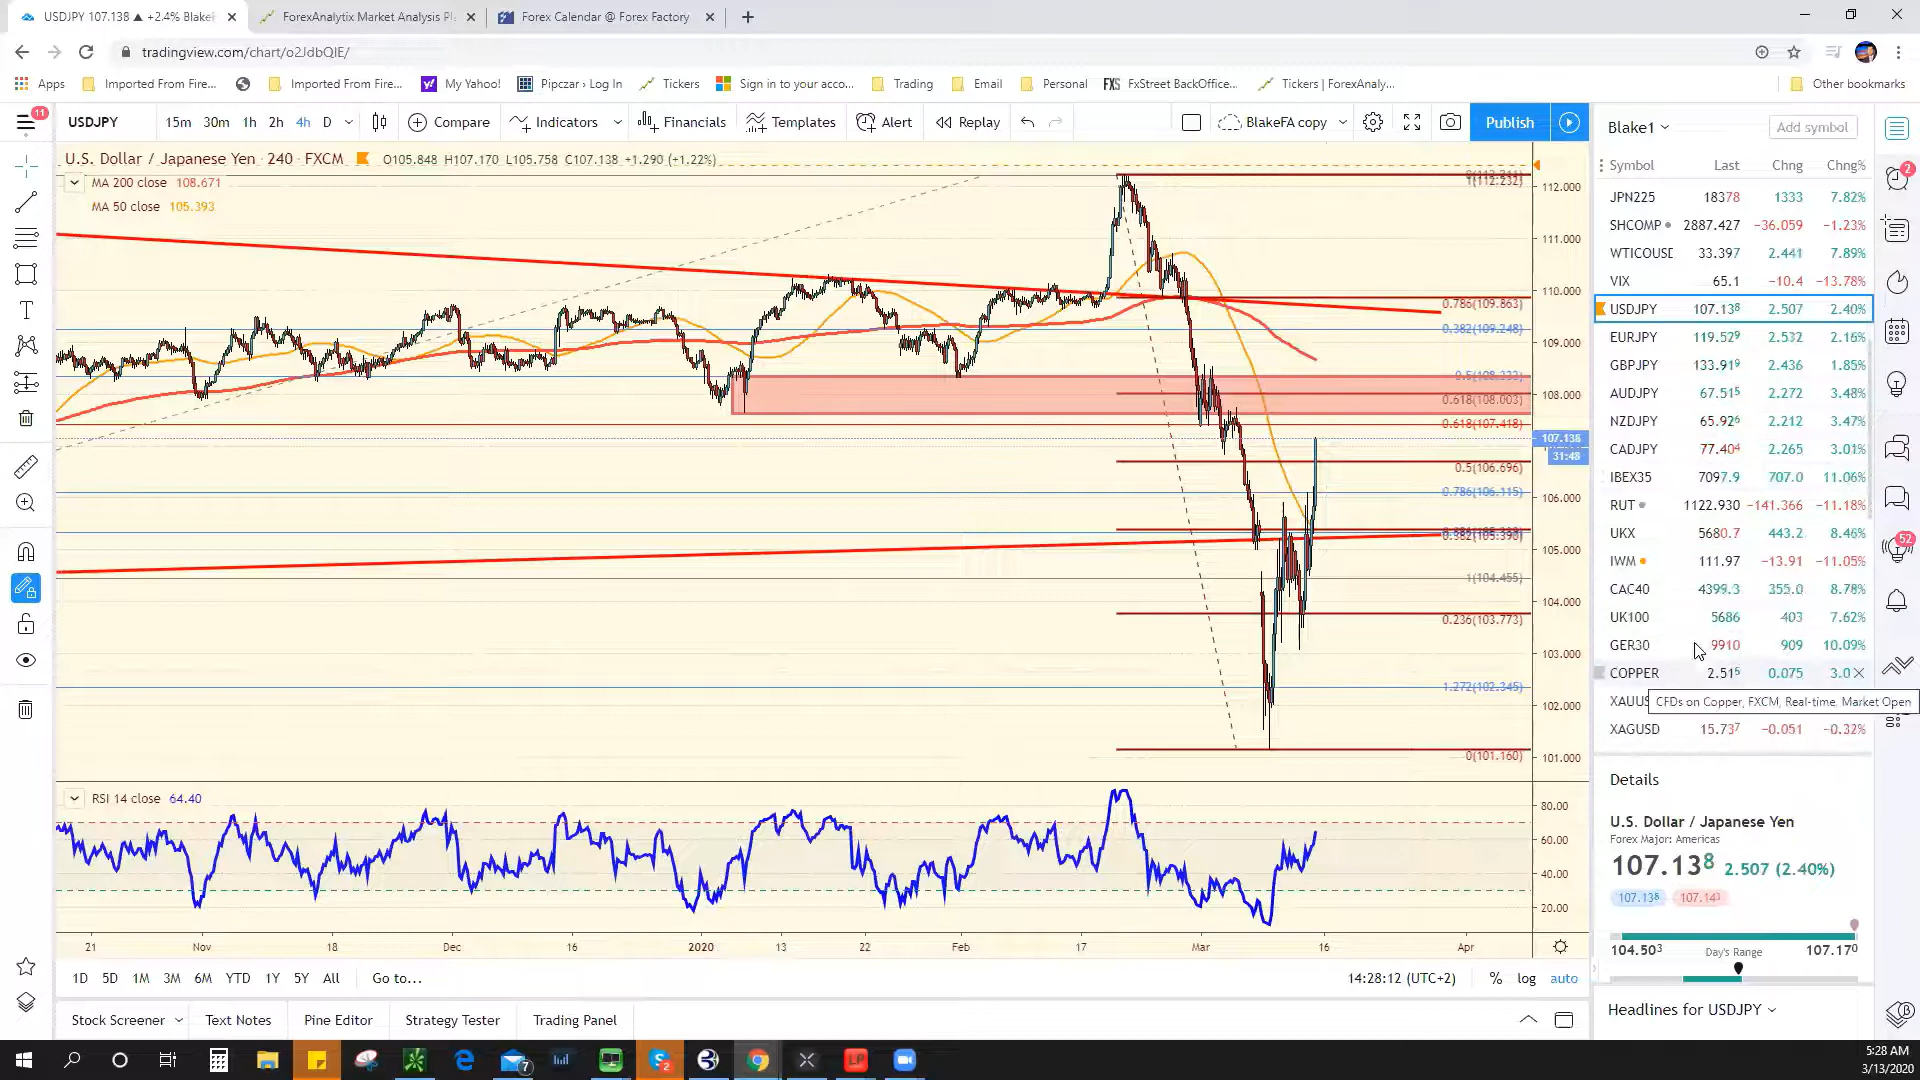 USDJPY 107.138 ▲ +2.4% Blake
ForexAnalytix Market Analysis Pl
Forex Calendar @ Forex Factory
tradingview.com/chart/o2JdbQIE/
Apps
Imported From Fire...
Imported From Fire...
My Yahoo!
Pipczar › Log In
Tickers
Sign in to your acco...
Trading
Email
Personal
FXS FxStreet BackOffice...
Tickers | ForexAnaly...
Other bookmarks
11
USDJPY
15m 30m 1h 2h 4h D
Compare
Indicators
Financials
Templates
Alert
Replay
BlakeFA copy
Publish
U.S. Dollar / Japanese Yen · 240 · FXCM O105.848 H107.170 L105.758 C107.138 +1.290 (+1.22%)
MA 200 close 108.671
MA 50 close 105.393
1(112.232)
0.786(109.863)
0.382(109.248)
0.618(108.003)
0.618(107.418)
0.5(106.696)
0.786(106.115)
0.382(105.390)
1(104.455)
0.236(103.773)
1.272(102.345)
0(101.160)
112.000
111.000
110.000
109.000
108.000
107.138
31:48
106.000
105.000
104.000
103.000
102.000
101.000
RSI 14 close 64.40
80.00
60.00
40.00
20.00
21 Nov 18 Dec 16 2020 13 22 Feb 17 Mar 16 Apr
1D 5D 1M 3M 6M YTD 1Y 5Y All Go to...
14:28:12 (UTC+2) % log auto
Stock Screener Text Notes Pine Editor Strategy Tester Trading Panel
Blake1
Add symbol
Symbol Last Chng Chng%
JPN225 18378 1333 7.82%
SHCOMP 2887.427 −36.059 −1.23%
WTICOUSD 33.397 2.441 7.89%
VIX 65.1 −10.4 −13.78%
USDJPY 107.138 2.507 2.40%
EURJPY 119.529 2.532 2.16%
GBPJPY 133.919 2.436 1.85%
AUDJPY 67.515 2.272 3.48%
NZDJPY 65.926 2.212 3.47%
CADJPY 77.404 2.265 3.01%
IBEX35 7097.9 707.0 11.06%
RUT 1122.930 −141.366 −11.18%
UKX 5680.7 443.2 8.46%
IWM 111.97 −13.91 −11.05%
CAC40 4399.3 355.0 8.78%
UK100 5686 403 7.62%
GER30 9910 909 10.09%
COPPER 2.515 0.075 3.0
XAUUS
CFDs on Copper, FXCM, Real-time, Market Open
XAGUSD 15.737 −0.051 −0.32%
Details
U.S. Dollar / Japanese Yen
Forex Major: Americas
107.138 2.507 (2.40%)
107.138 107.143
104.503 Day's Range 107.170
Headlines for USDJPY
2
52
7
2
LP
5:28 AM
3/13/2020